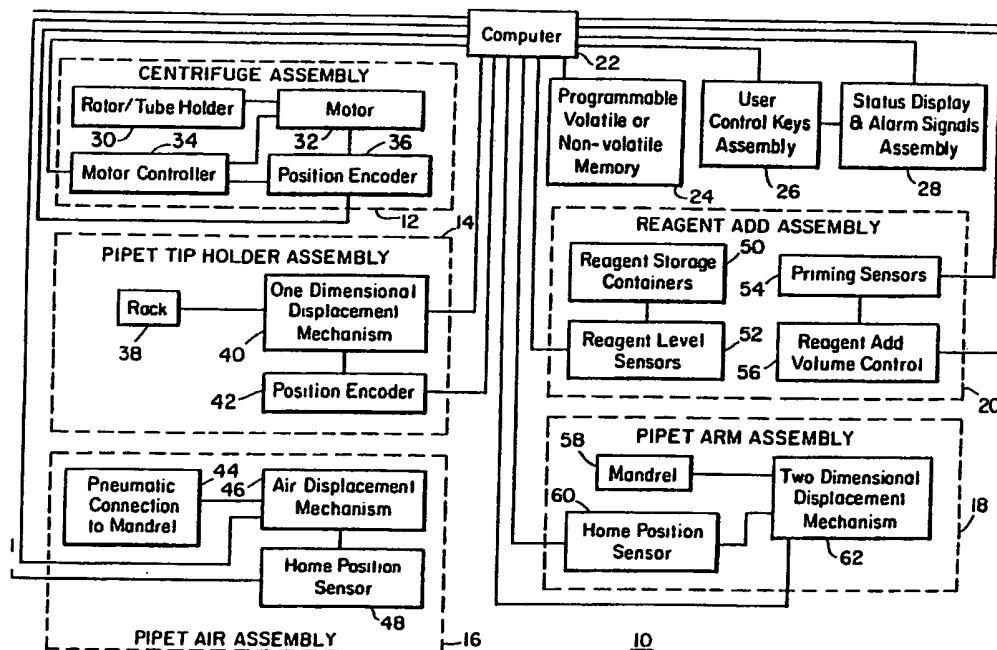 Computer
22
CENTRIFUGE ASSEMBLY
Rotor/Tube Holder
30
Motor
32
34
Motor Controller
36
Position Encoder
12
Programmable
Volatile or
Non-volatile
Memory
24
User
Control Keys
Assembly
26
Status Display
& Alarm Signals
Assembly
28
14
PIPET TIP HOLDER ASSEMBLY
Rack
38
One Dimensional
Displacement
Mechanism
40
Position Encoder
42
REAGENT ADD ASSEMBLY
50
Reagent Storage
Containers
54
Priming Sensors
Reagent Level
Sensors
52
Reagent Add
Volume Control
56
20
44
Pneumatic
Connection
to Mandrel
46
Air Displacement
Mechanism
Home Position
Sensor
48
PIPET AIR ASSEMBLY
16
PIPET ARM ASSEMBLY
58
Mandrel
60
Home Position
Sensor
Two Dimensional
Displacement
Mechanism
62
18
10